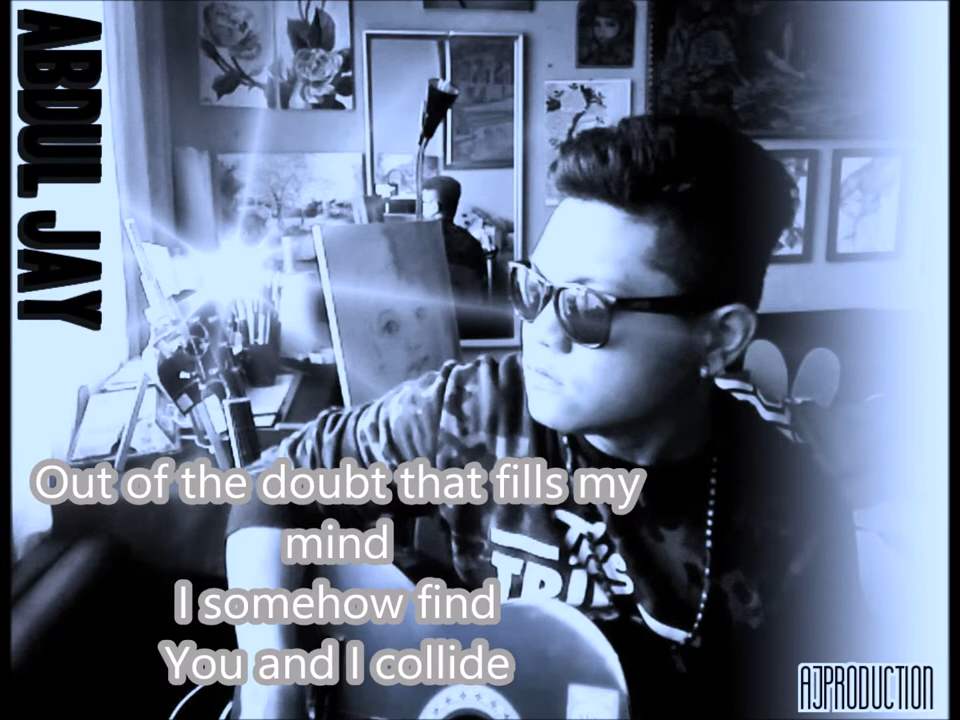 ABDUL JAY
Out of the doubt that fills my
mind
I somehow find
You and I collide
AJPRODUCTION